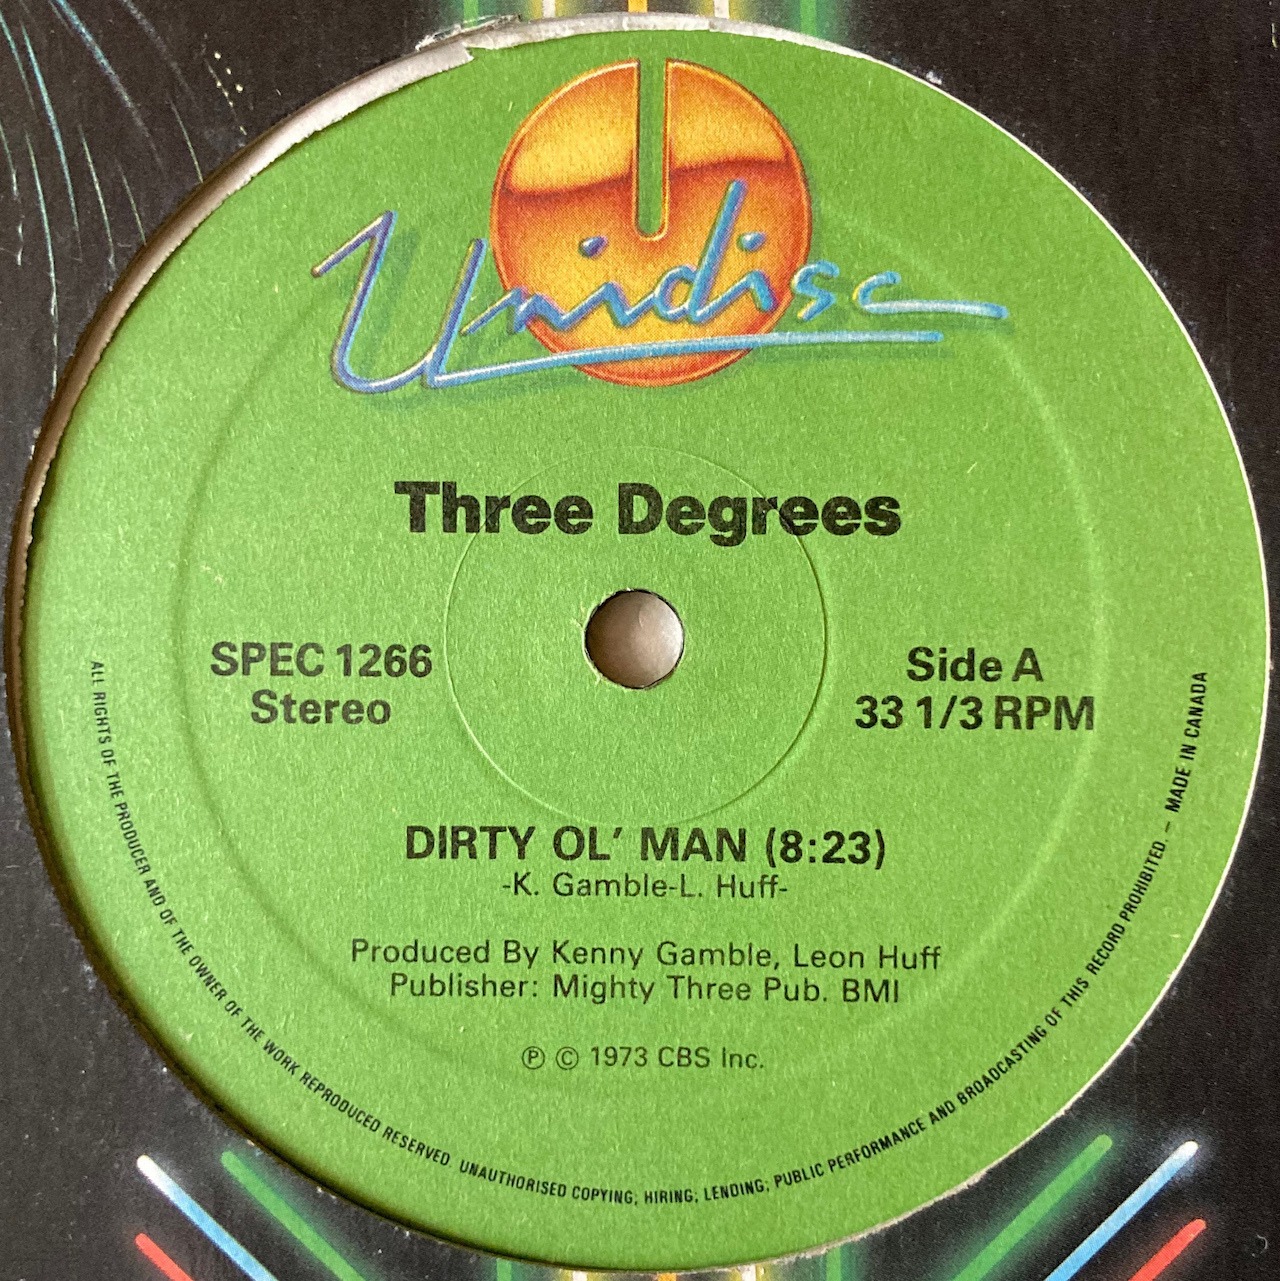 Unidisc
Three Degrees
SPEC 1266
Stereo
Side A
33 1/3 RPM
DIRTY OL' MAN (8:23)
-K. Gamble-L. Huff-
Produced By Kenny Gamble, Leon Huff
Publisher: Mighty Three Pub. BMI
Ⓟ © 1973 CBS Inc.
ALL RIGHTS OF THE PRODUCER AND OF THE OWNER OF THE WORK REPRODUCED RESERVED. UNAUTHORISED COPYING; HIRING; LENDING; PUBLIC PERFORMANCE AND BROADCASTING OF THIS RECORD PROHIBITED. – MADE IN CANADA